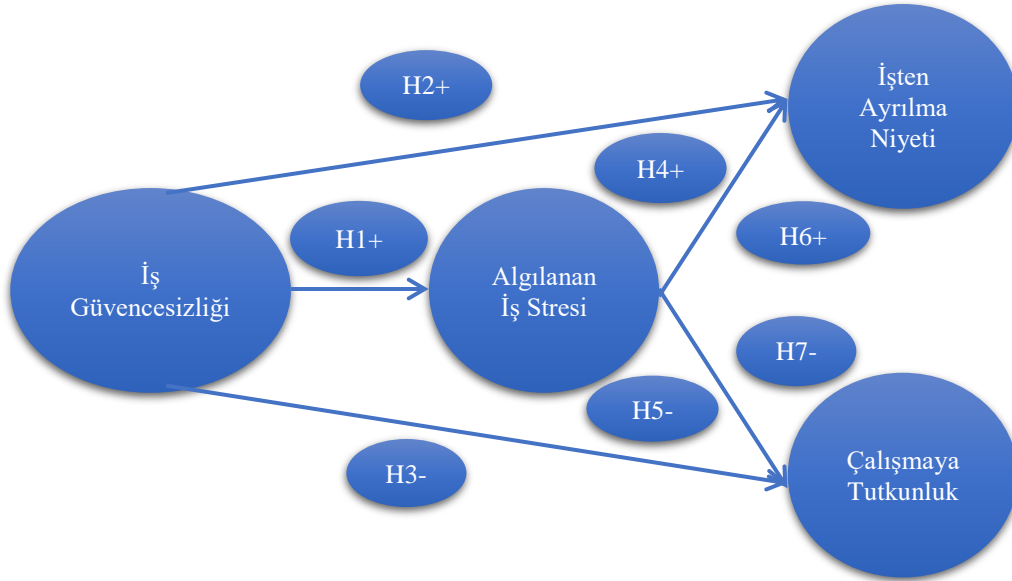 İşten
Ayrılma
Niyeti
H2+
H4+
H1+
H6+
İş
Güvencesizliği
Algılanan
İş Stresi
H7-
H5-
H3-
Çalışmaya
Tutkunluk